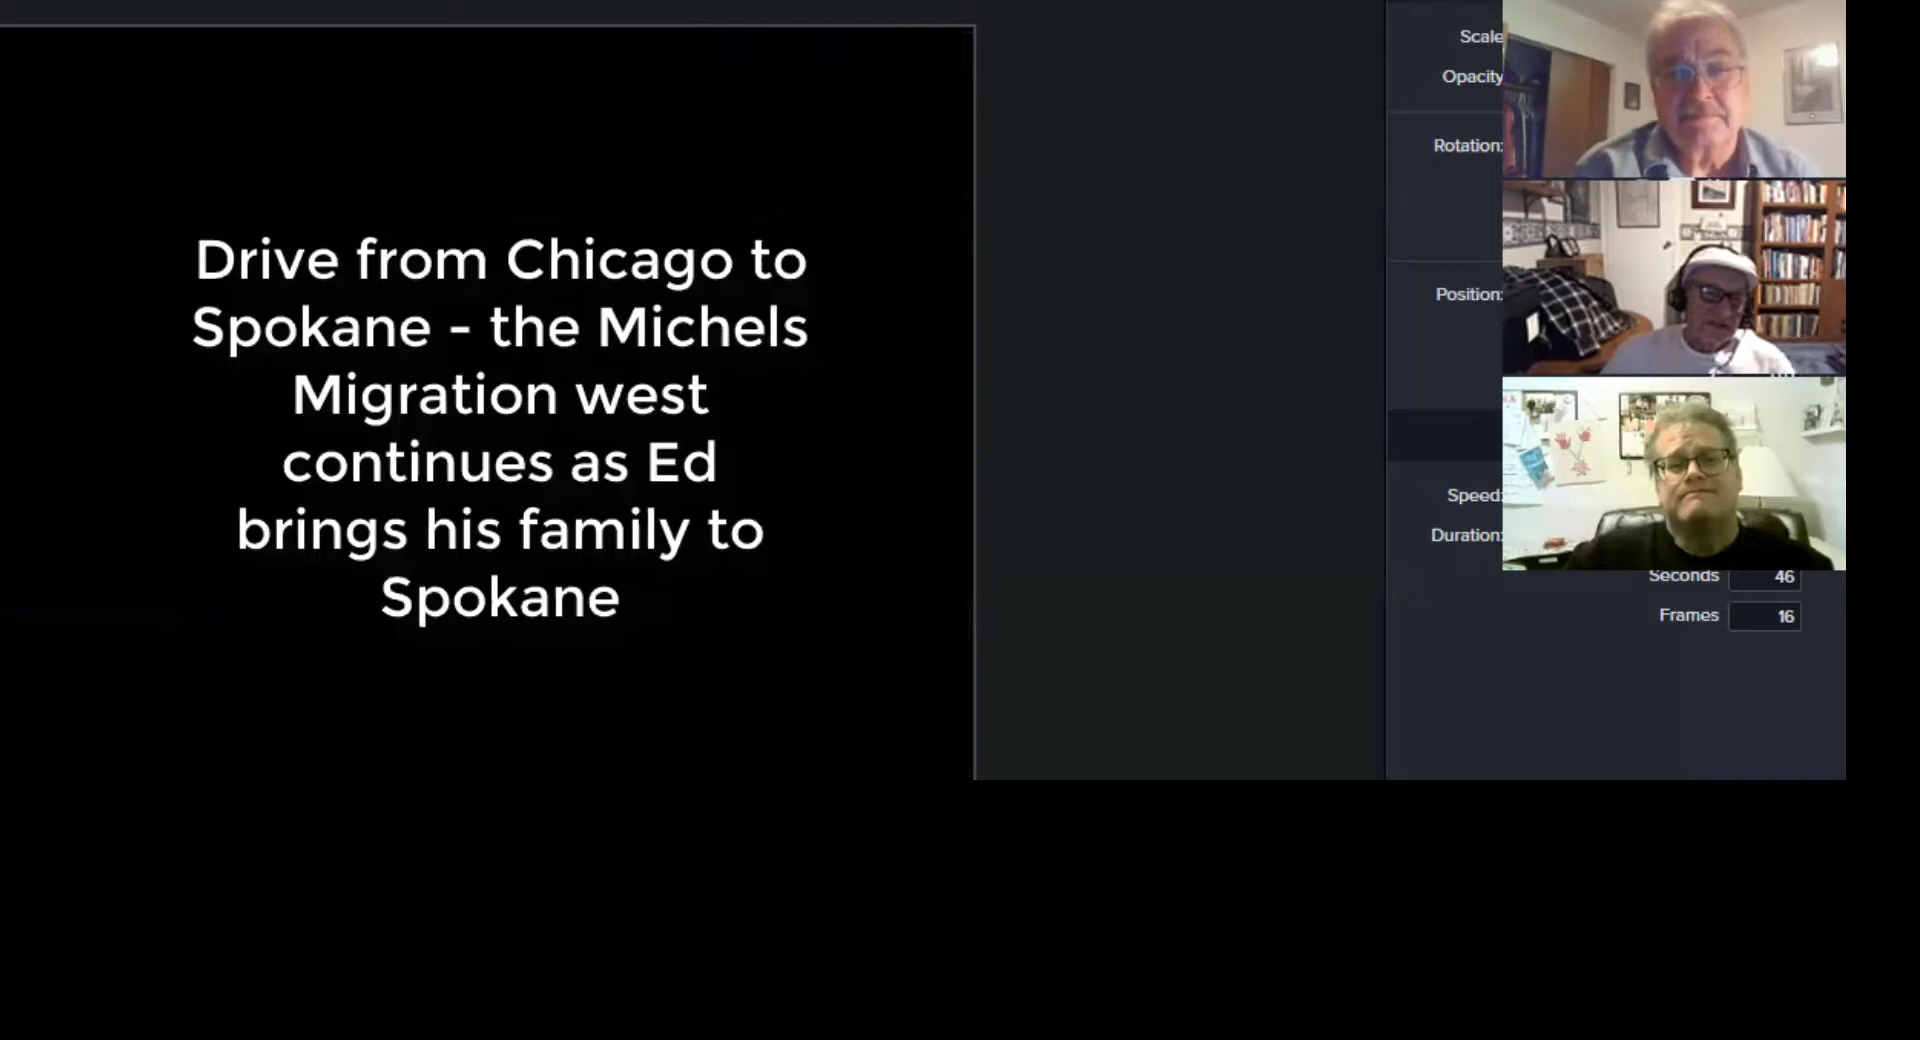 Drive from Chicago to
Spokane - the Michels
Migration west
continues as Ed
brings his family to
Spokane
Scale
Opacity
Rotation:
Position:
Speed:
Duration:
Seconds 46
Frames 16